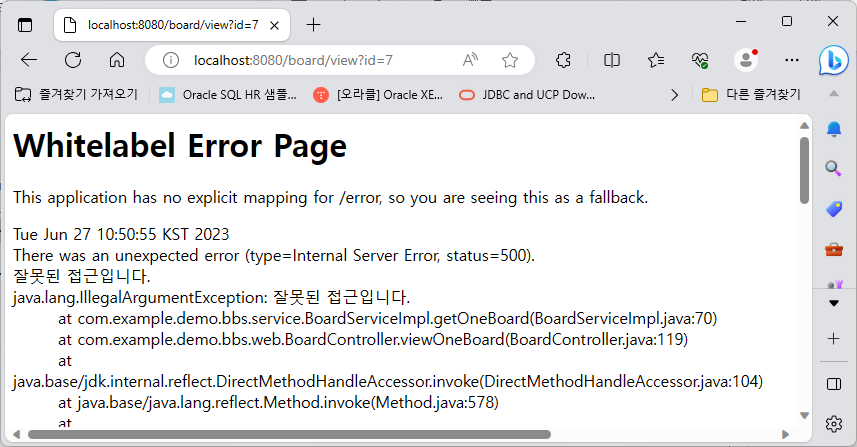 localhost:8080/board/view?id=7
localhost:8080/board/view?id=7
즐겨찾기 가져오기
Oracle SQL HR 샘플...
[오라클] Oracle XE...
JDBC and UCP Dow...
다른 즐겨찾기
Whitelabel Error Page
This application has no explicit mapping for /error, so you are seeing this as a fallback.
Tue Jun 27 10:50:55 KST 2023
There was an unexpected error (type=Internal Server Error, status=500).
잘못된 접근입니다.
java.lang.IllegalArgumentException: 잘못된 접근입니다.
at com.example.demo.bbs.service.BoardServiceImpl.getOneBoard(BoardServiceImpl.java:70)
at com.example.demo.bbs.web.BoardController.viewOneBoard(BoardController.java:119)
at
java.base/jdk.internal.reflect.DirectMethodHandleAccessor.invoke(DirectMethodHandleAccessor.java:104)
at java.base/java.lang.reflect.Method.invoke(Method.java:578)
at